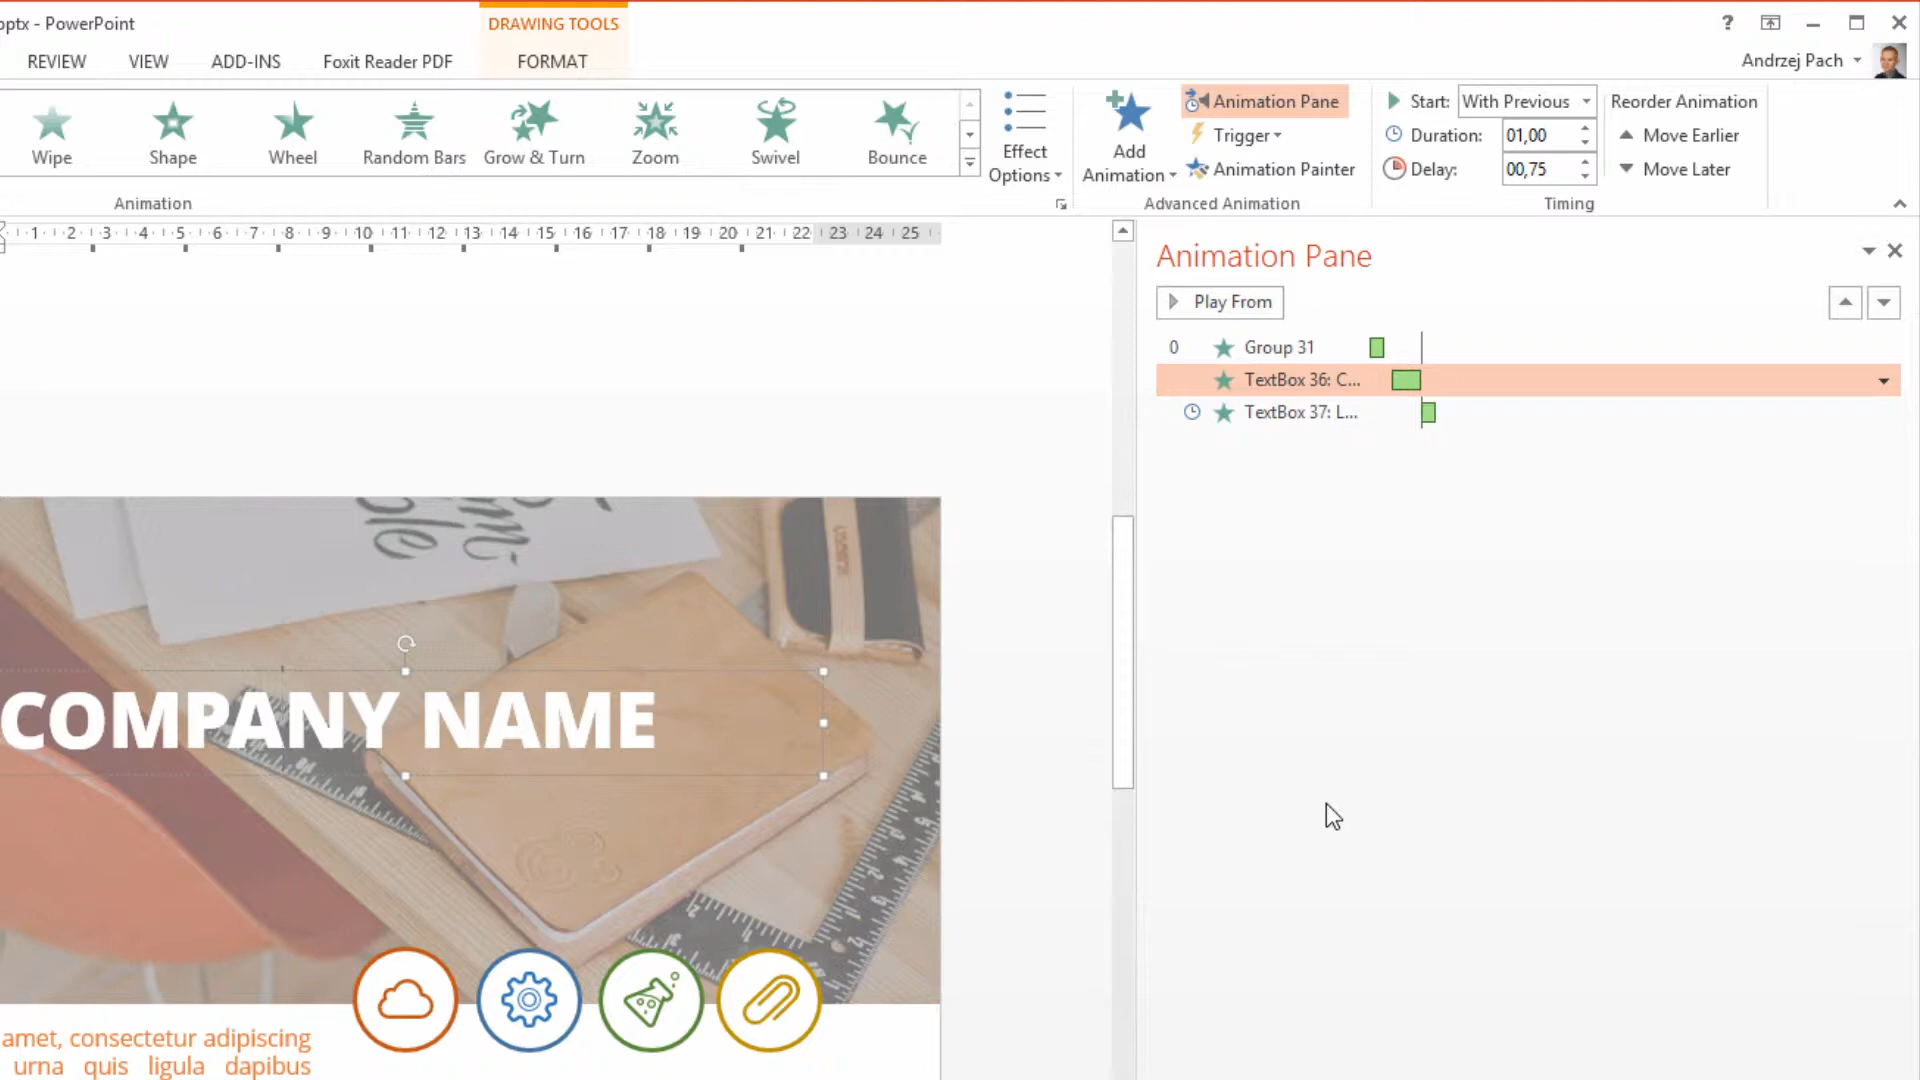 pptx - PowerPoint
DRAWING TOOLS
?
REVIEW VIEW ADD-INS Foxit Reader PDF FORMAT
Andrzej Pach
Wipe Shape Wheel Random Bars Grow & Turn Zoom Swivel Bounce
Animation
Effect
Options
Add
Animation
Animation Pane
Trigger
Animation Painter
Advanced Animation
Start: With Previous
Duration: 01,00
Delay: 00,75
Reorder Animation
Move Earlier
Move Later
Timing
1 2 3 4 5 6 7 8 9 10 11 12 13 14 15 16 17 18 19 20 21 22 23 24 25
Animation Pane
Play From
0 Group 31
TextBox 36: C...
TextBox 37: L...
COMPANY NAME
amet, consectetur adipiscing
urna quis ligula dapibus